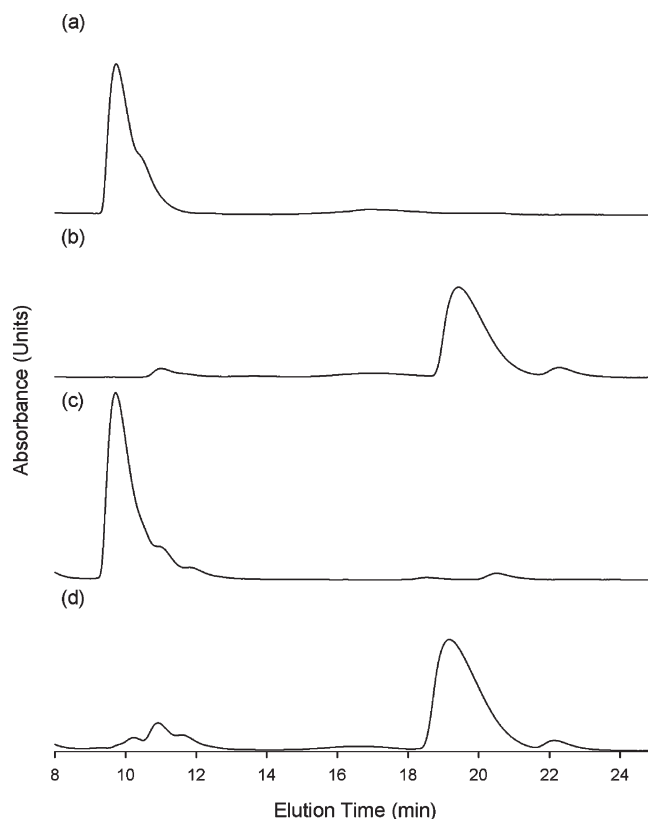 (a)
(b)
(c)
(d)
Absorbance (Units)
8 10 12 14 16 18 20 22 24
Elution Time (min)